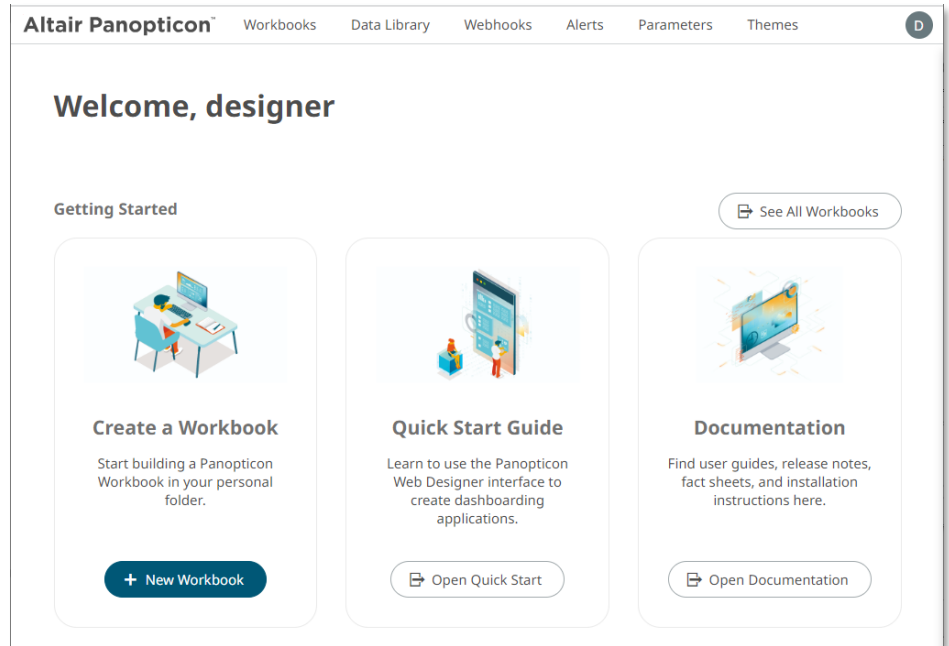 Altair Panopticon™ Workbooks Data Library Webhooks Alerts Parameters Themes D
Welcome, designer
Getting Started
See All Workbooks
Create a Workbook
Start building a Panopticon
Workbook in your personal
folder.
+ New Workbook
Quick Start Guide
Learn to use the Panopticon
Web Designer interface to
create dashboarding
applications.
Open Quick Start
Documentation
Find user guides, release notes,
fact sheets, and installation
instructions here.
Open Documentation